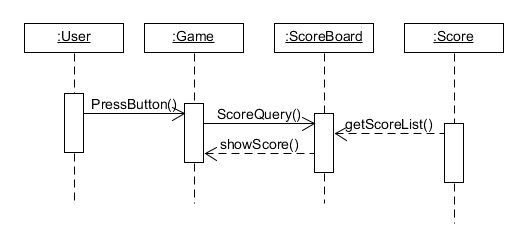 :User
:Game
:ScoreBoard
:Score
PressButton()
ScoreQuery()
getScoreList()
showScore()